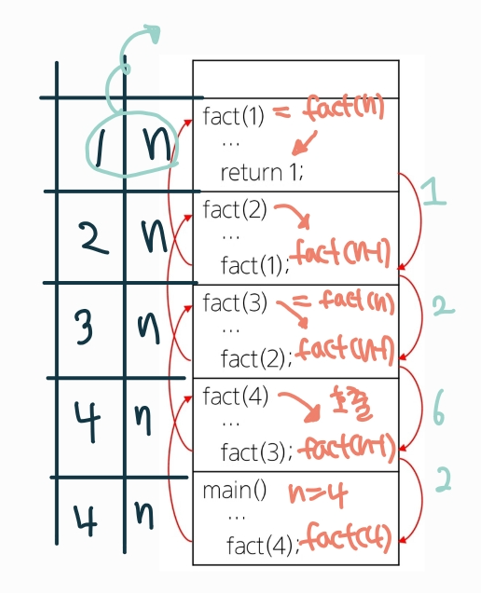 1 n fact(1) = fact(n)
...
return 1;
1
2 n fact(2)
...
fact(1); fact(n-1)
2
3 n fact(3) = fact(n)
...
fact(2); fact(n-1)
6
4 n fact(4) 호출
...
fact(3); fact(n-1)
2
4 n main() n=4
...
fact(4); fact(4)